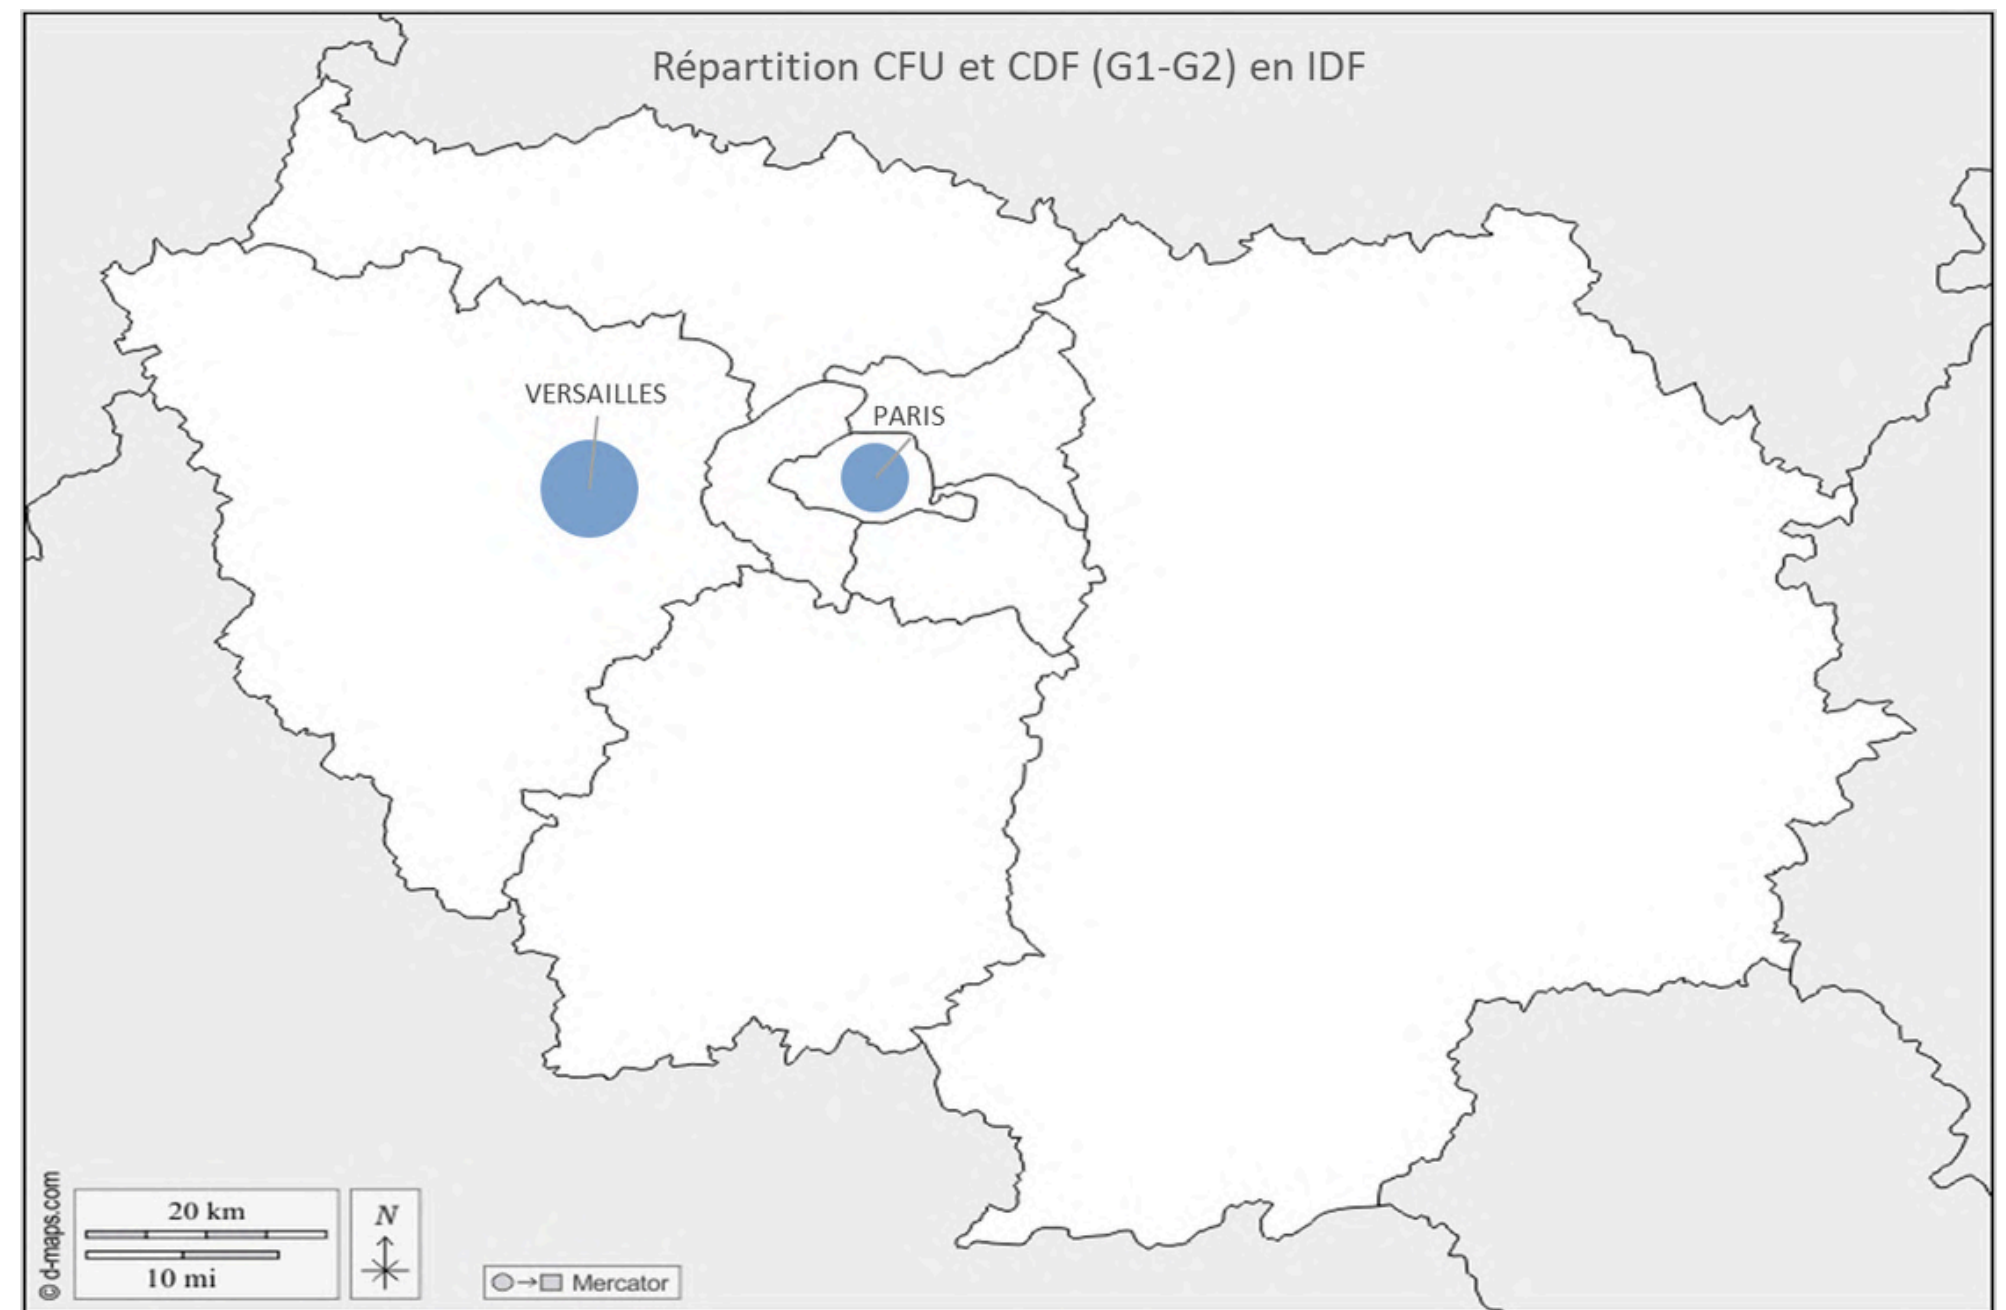 Répartition CFU et CDF (G1-G2) en IDF
VERSAILLES
PARIS
© d-maps.com
20 km
10 mi
N
Mercator